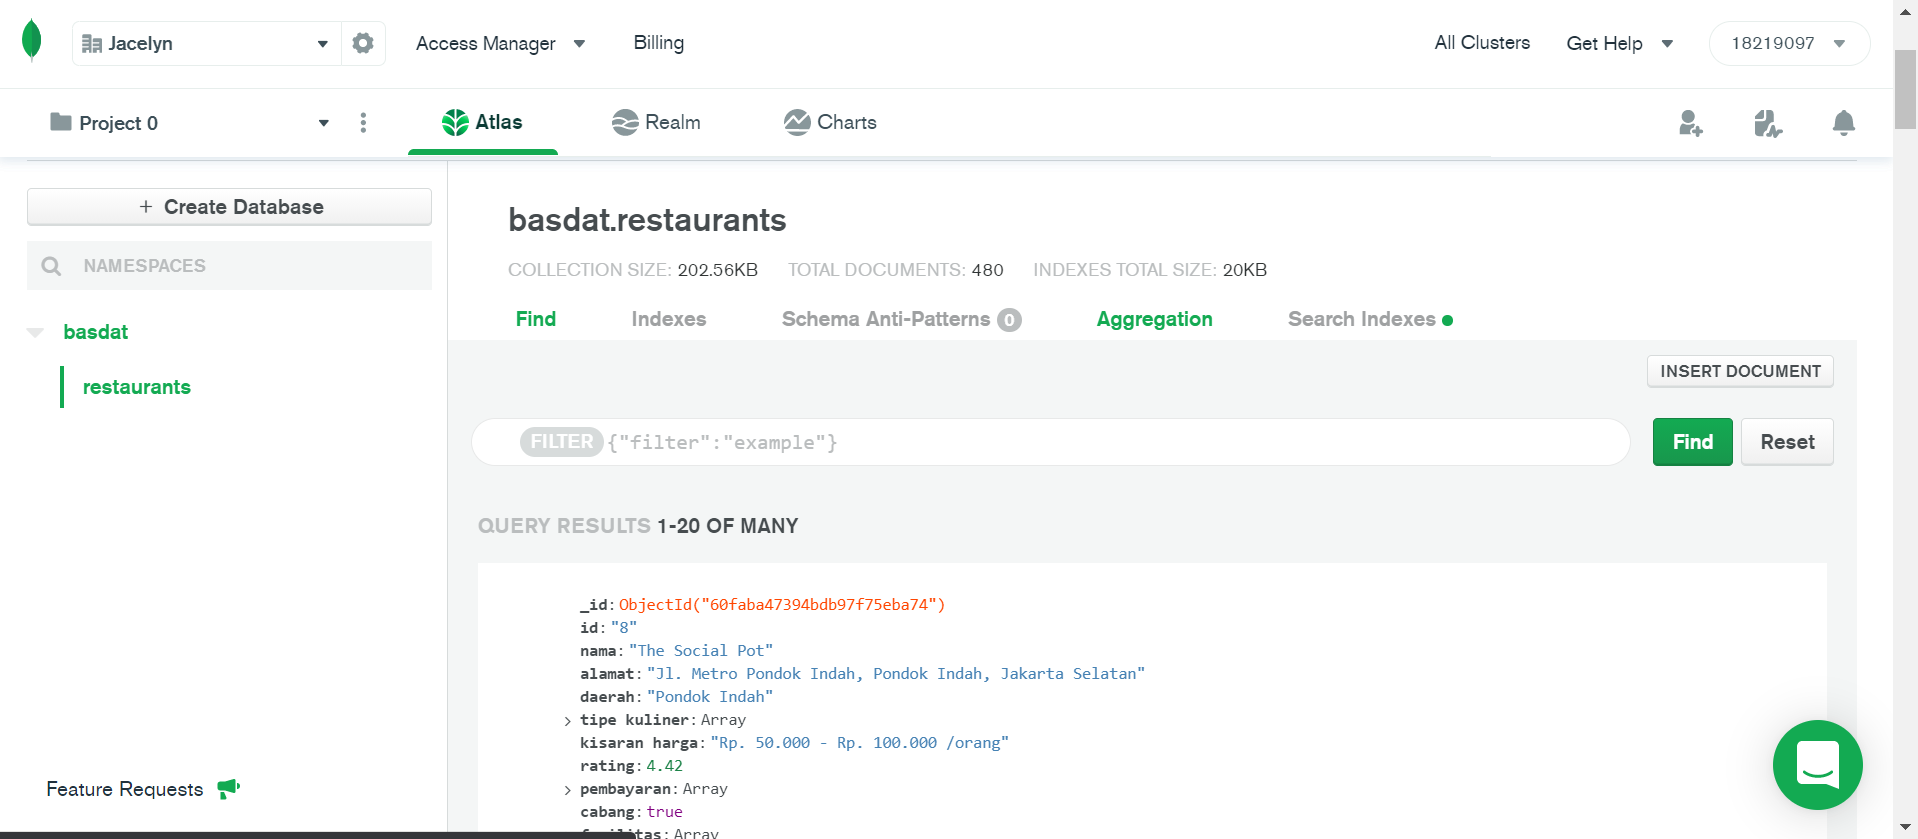 Jacelyn Access Manager Billing All Clusters Get Help 18219097
Project 0 Atlas Realm Charts
+ Create Database
NAMESPACES
basdat
restaurants
Feature Requests
basdat.restaurants
COLLECTION SIZE: 202.56KB TOTAL DOCUMENTS: 480 INDEXES TOTAL SIZE: 20KB
Find Indexes Schema Anti-Patterns 0 Aggregation Search Indexes
INSERT DOCUMENT
FILTER {"filter":"example"} Find Reset
QUERY RESULTS 1-20 OF MANY
_id: ObjectId("60faba47394bdb97f75eba74")
id: "8"
nama: "The Social Pot"
alamat: "Jl. Metro Pondok Indah, Pondok Indah, Jakarta Selatan"
daerah: "Pondok Indah"
tipe kuliner: Array
kisaran harga: "Rp. 50.000 - Rp. 100.000 /orang"
rating: 4.42
pembayaran: Array
cabang: true
fasilitas: Array